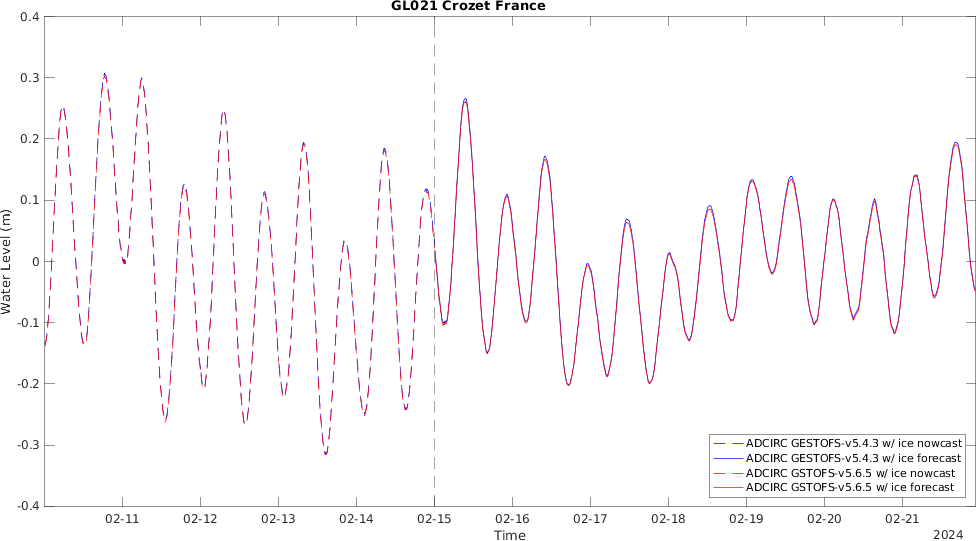 GL021 Crozet France
0.4
0.3
0.2
0.1
0
-0.1
-0.2
-0.3
-0.4
Water Level (m)
ADCIRC GESTOFS-v5.4.3 w/ ice nowcast
ADCIRC GESTOFS-v5.4.3 w/ ice forecast
ADCIRC GSTOFS-v5.6.5 w/ ice nowcast
ADCIRC GSTOFS-v5.6.5 w/ ice forecast
02-11 02-12 02-13 02-14 02-15 02-16 02-17 02-18 02-19 02-20 02-21
Time
2024